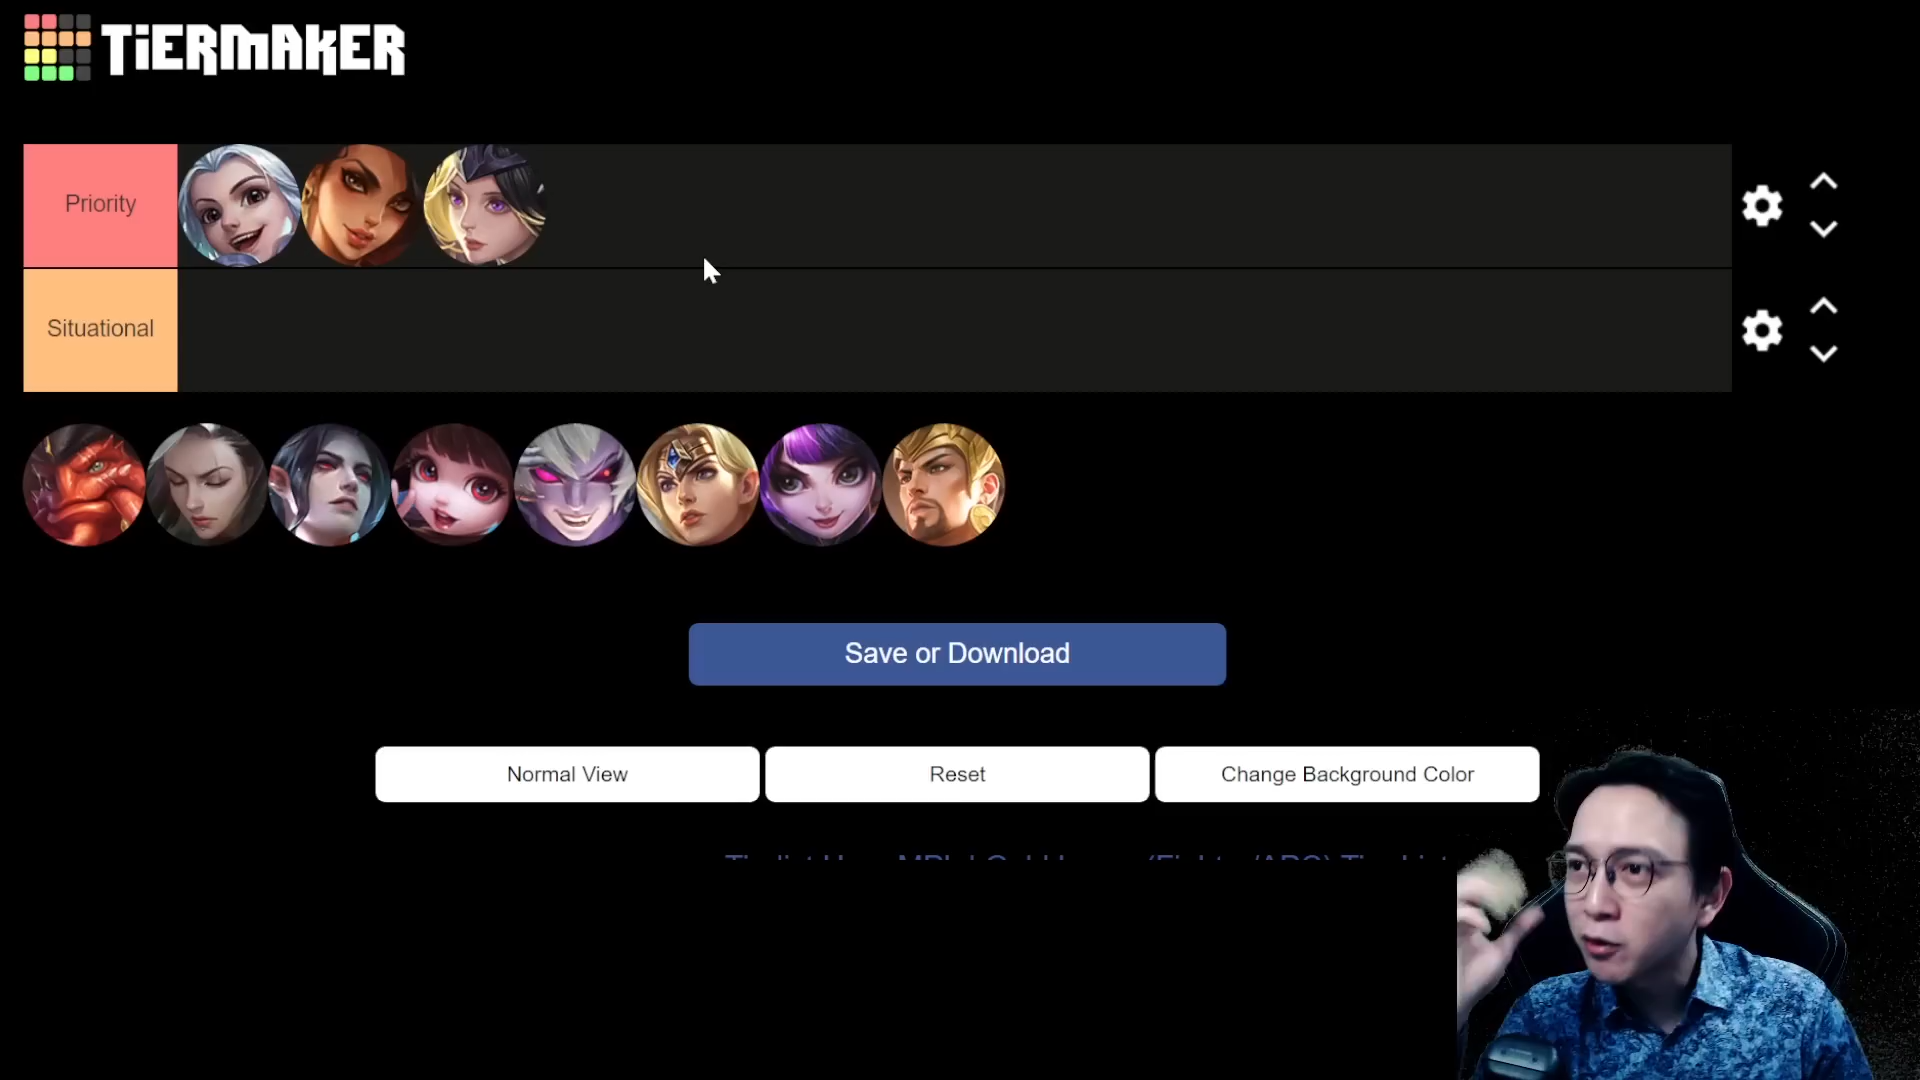 TIERMAKER
Priority
Situational
Save or Download
Normal View
Reset
Change Background Color